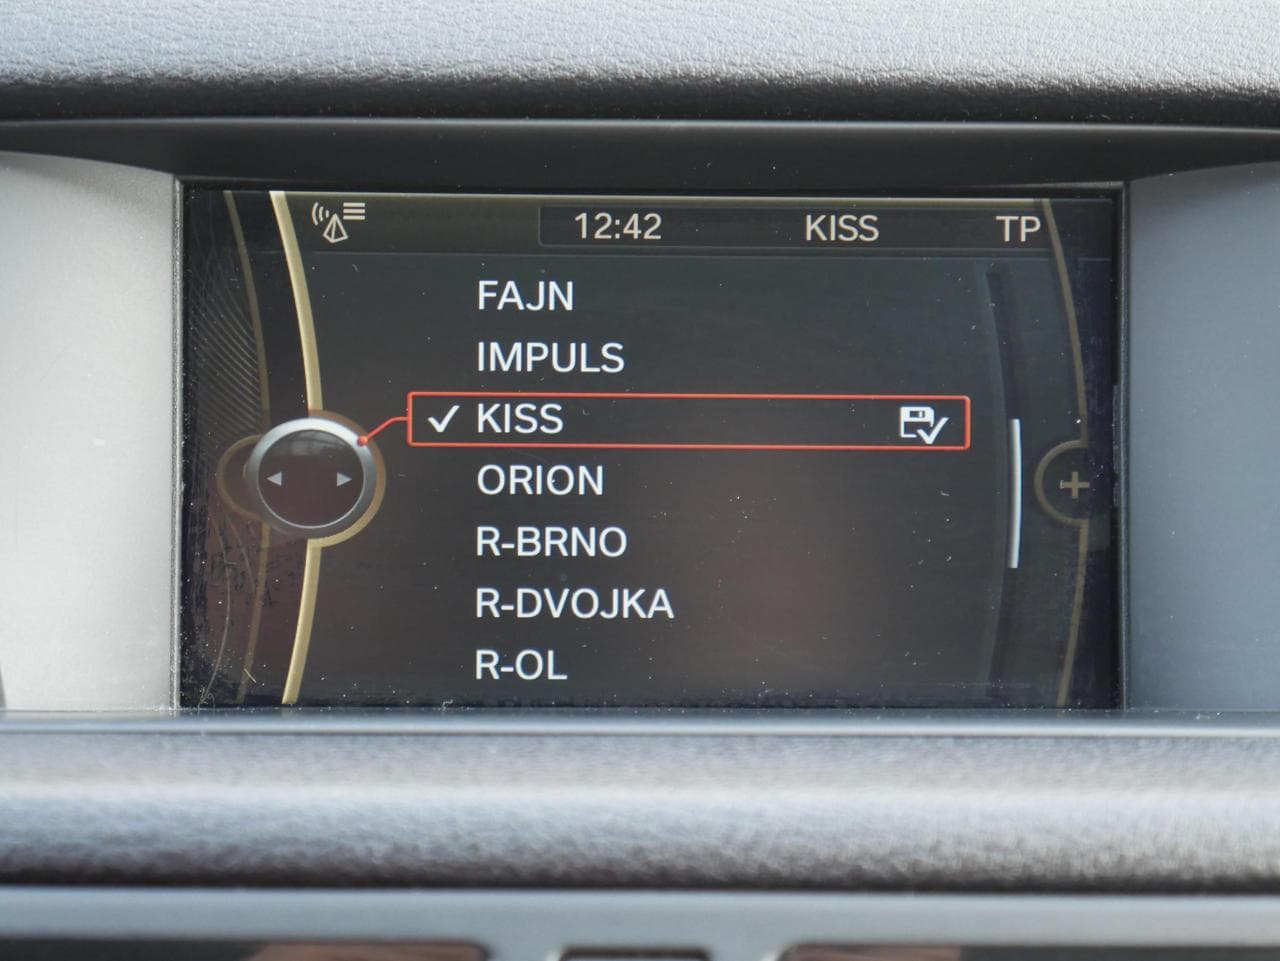 12:42 KISS TP
FAJN
IMPULS
KISS
ORION
R-BRNO
R-DVOJKA
R-OL